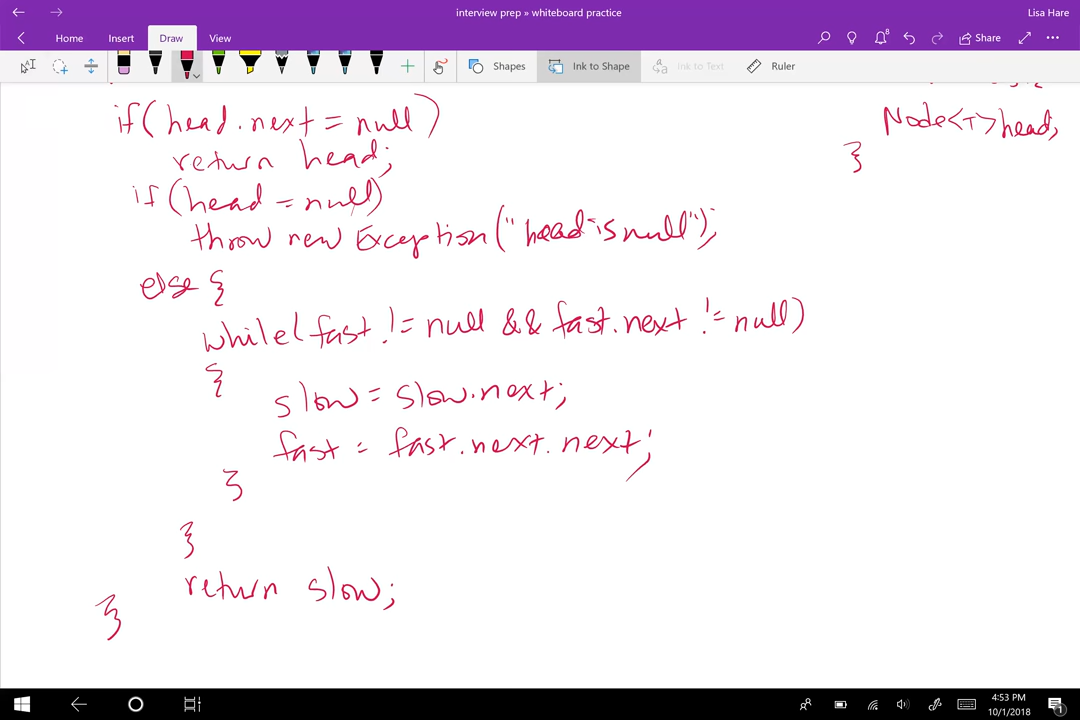 interview prep » whiteboard practice
Lisa Hare
Home Insert Draw View
8
Share
Shapes Ink to Shape Ink to Text Ruler
if(head.next = null)
return head;
if(head = null)
throw new Exception("head is null");
else {
while(fast != null && fast.next != null)
{
slow = slow.next;
fast = fast.next.next;
}
}
return slow;
}
Node<T> head;
}
4:53 PM
10/1/2018
1